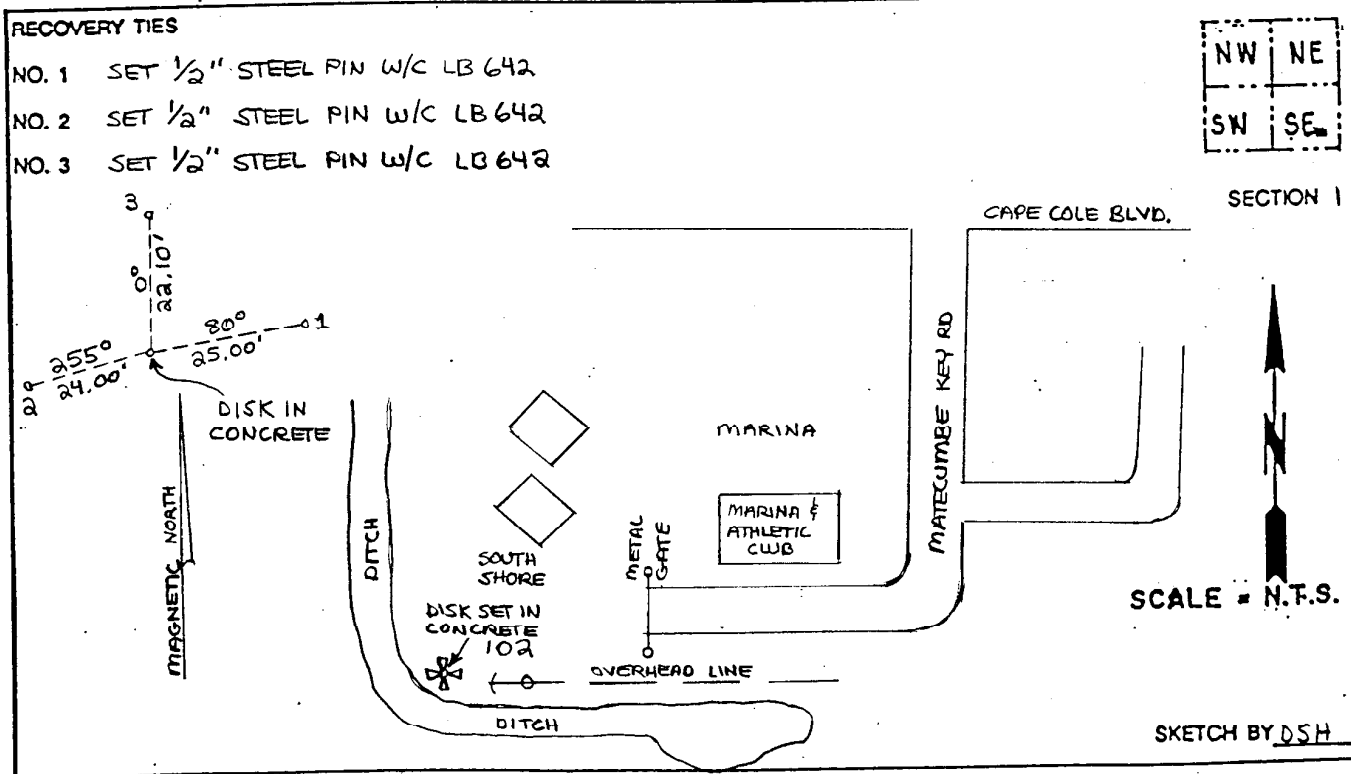 RECOVERY TIES
NO. 1 SET 1/2" STEEL PIN W/C LB 642
NO. 2 SET 1/2" STEEL PIN W/C LB 642
NO. 3 SET 1/2" STEEL PIN W/C LB 642
NW NE
SW SE
SECTION 1
3
0°
22.10'
80°
25.00'
1
255°
24.00'
2
DISK IN
CONCRETE
MAGNETIC NORTH
DITCH
CAPE COLE BLVD.
MATECUMBE KEY RD
MARINA
MARINA &
ATHLETIC
CLUB
METAL
GATE
SOUTH
SHORE
DISK SET IN
CONCRETE
102
OVERHEAD LINE
DITCH
N
SCALE = N.T.S.
SKETCH BY DSH